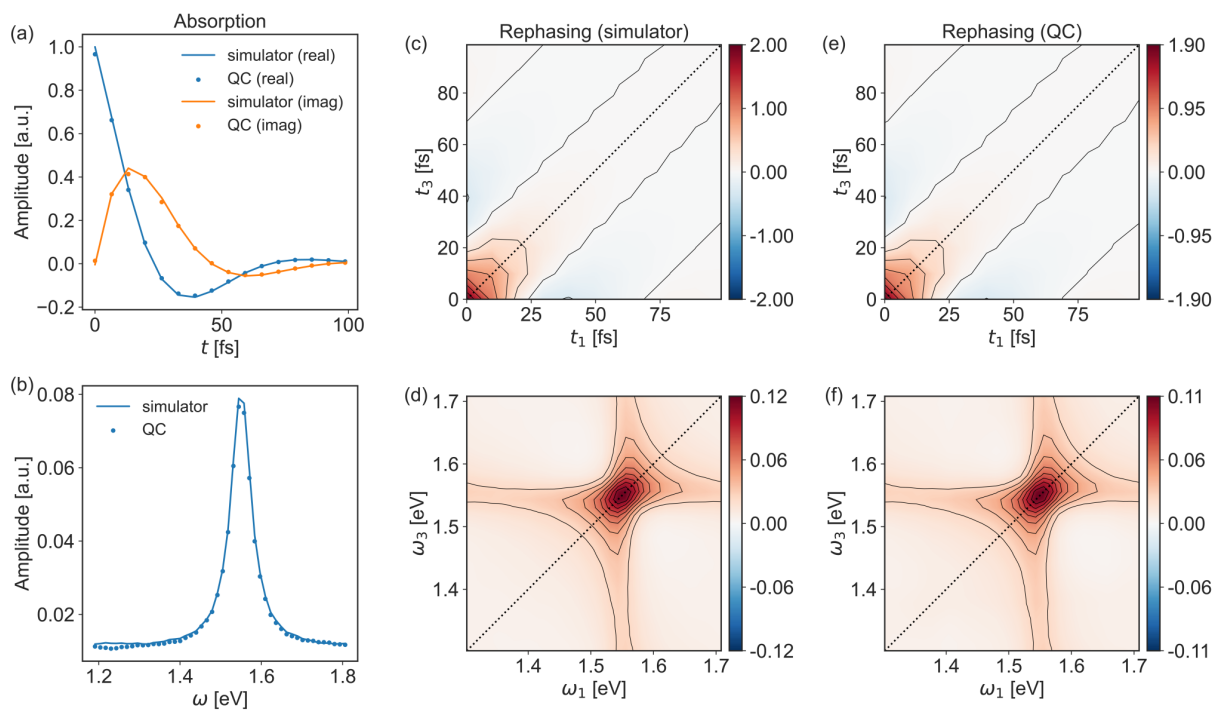 (a)
Absorption
1.0
0.8
0.6
0.4
0.2
0.0
−0.2
Amplitude [a.u.]
simulator (real)
QC (real)
simulator (imag)
QC (imag)
0
50
100
t [fs]
(b)
0.08
0.06
0.04
0.02
Amplitude [a.u.]
simulator
QC
1.2
1.4
1.6
1.8
ω [eV]
(c)
Rephasing (simulator)
80
60
40
20
0
t₃ [fs]
0
25
50
75
t₁ [fs]
2.00
1.00
0.00
-1.00
-2.00
(d)
1.7
1.6
1.5
1.4
ω₃ [eV]
1.4
1.5
1.6
1.7
ω₁ [eV]
0.12
0.06
0.00
-0.06
-0.12
(e)
Rephasing (QC)
80
60
40
20
0
t₃ [fs]
0
25
50
75
t₁ [fs]
1.90
0.95
0.00
-0.95
-1.90
(f)
1.7
1.6
1.5
1.4
ω₃ [eV]
1.4
1.5
1.6
1.7
ω₁ [eV]
0.11
0.06
0.00
-0.06
-0.11